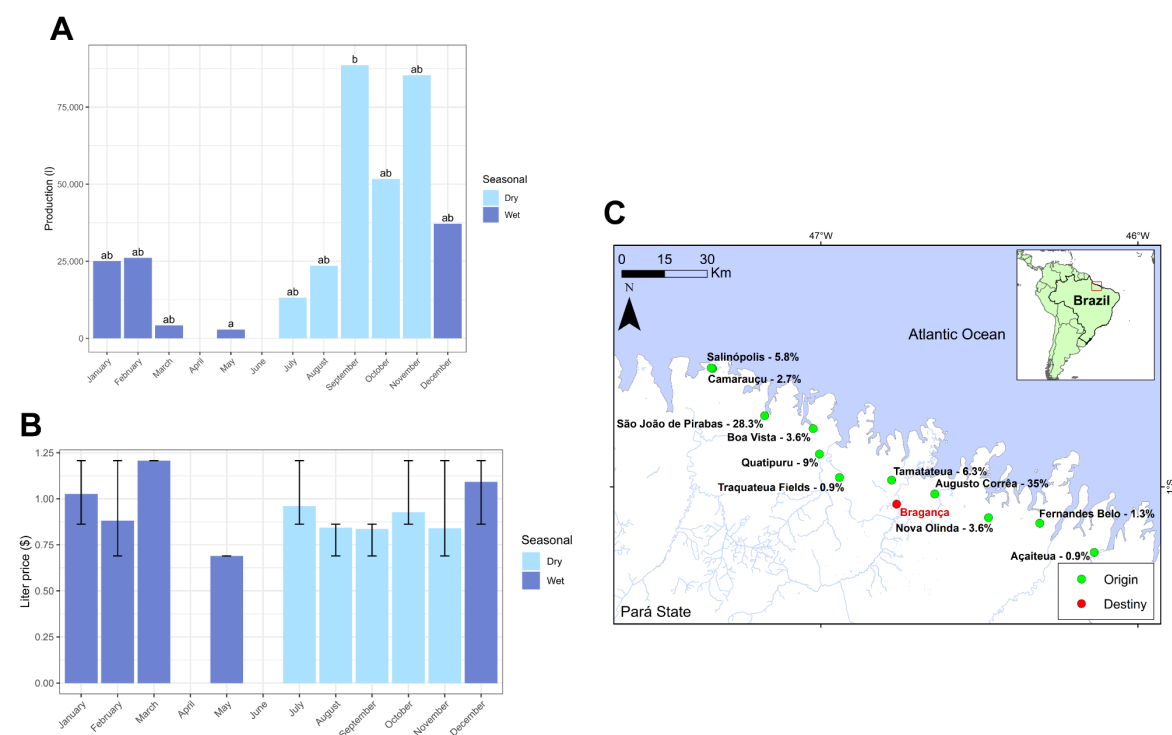 A
Production (l)
75,000
50,000
25,000
0
ab
ab
ab
a
ab
ab
b
ab
ab
ab
January
February
March
April
May
June
July
August
September
October
November
December
Seasonal
Dry
Wet
B
Liter price ($)
1.25
1.00
0.75
0.50
0.25
0.00
January
February
March
April
May
June
July
August
September
October
November
December
Seasonal
Dry
Wet
C
47°W
46°W
0 15 30
Km
N
Brazil
Atlantic Ocean
Salinópolis - 5.8%
Camarauçu - 2.7%
São João de Pirabas - 28.3%
Boa Vista - 3.6%
Quatipuru - 9%
Traquateua Fields - 0.9%
Tamatateua - 6.3%
Augusto Corrêa - 35%
1°S
Bragança
Fernandes Belo - 1.3%
Nova Olinda - 3.6%
Açaiteua - 0.9%
Origin
Destiny
Pará State